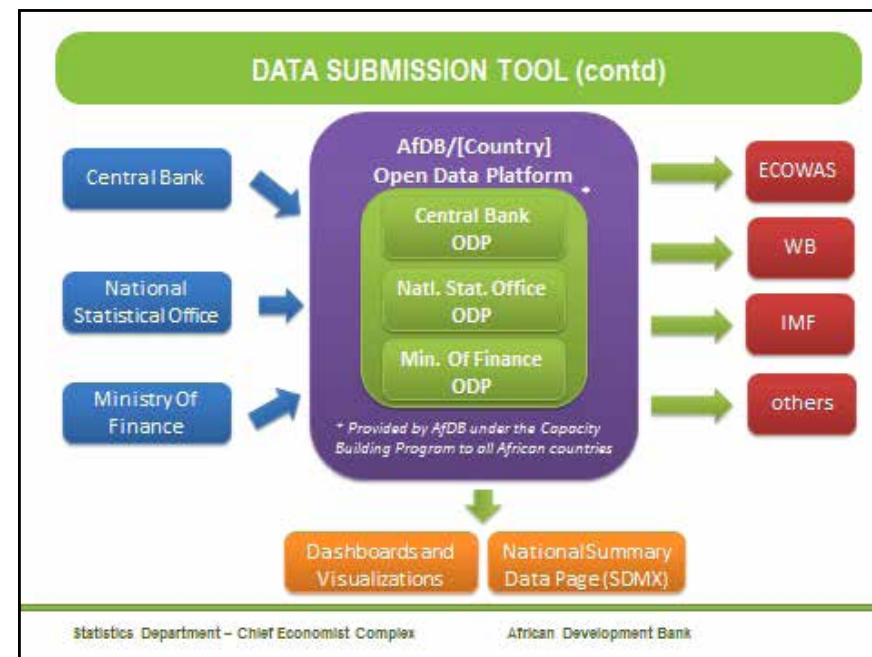 DATA SUBMISSION TOOL (contd)
Central Bank
National
Statistical Office
Ministry Of
Finance
AfDB/[Country]
Open Data Platform *
Central Bank
ODP
Natl. Stat. Office
ODP
Min. Of Finance
ODP
* Provided by AfDB under the Capacity
Building Program to all African countries
ECOWAS
WB
IMF
others
Dashboards and
Visualizations
National Summary
Data Page (SDMX)
Statistics Department – Chief Economist Complex
African Development Bank